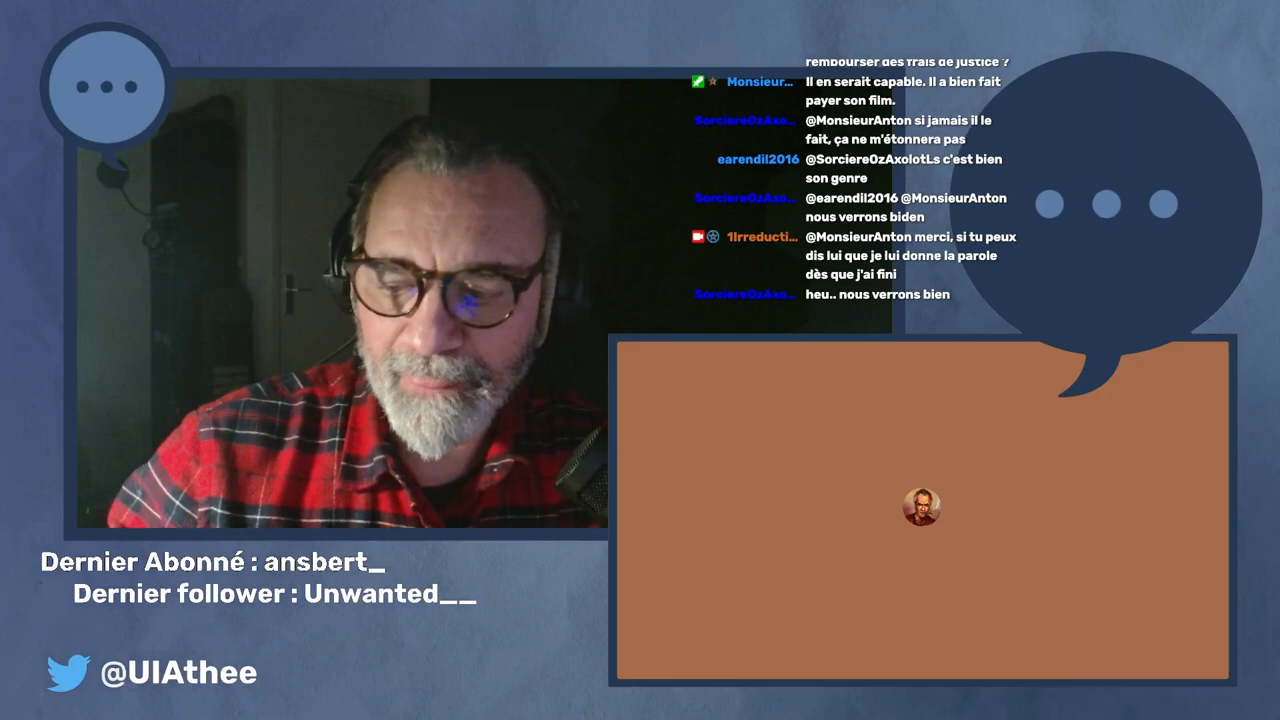 rembourser des frais de justice ?
Monsieur... Il en serait capable. Il a bien fait
payer son film.
SorciereOzAxo... @MonsieurAnton si jamais il le
fait, ça ne m'étonnera pas
earendil2016 @SorciereOzAxolotLs c'est bien
son genre
SorciereOzAxo... @earendil2016 @MonsieurAnton
nous verrons biden
1Irreducti... @MonsieurAnton merci, si tu peux
dis lui que je lui donne la parole
dès que j'ai fini
SorciereOzAxo... heu.. nous verrons bien
Dernier Abonné : ansbert_
Dernier follower : Unwanted__
@UIAthee